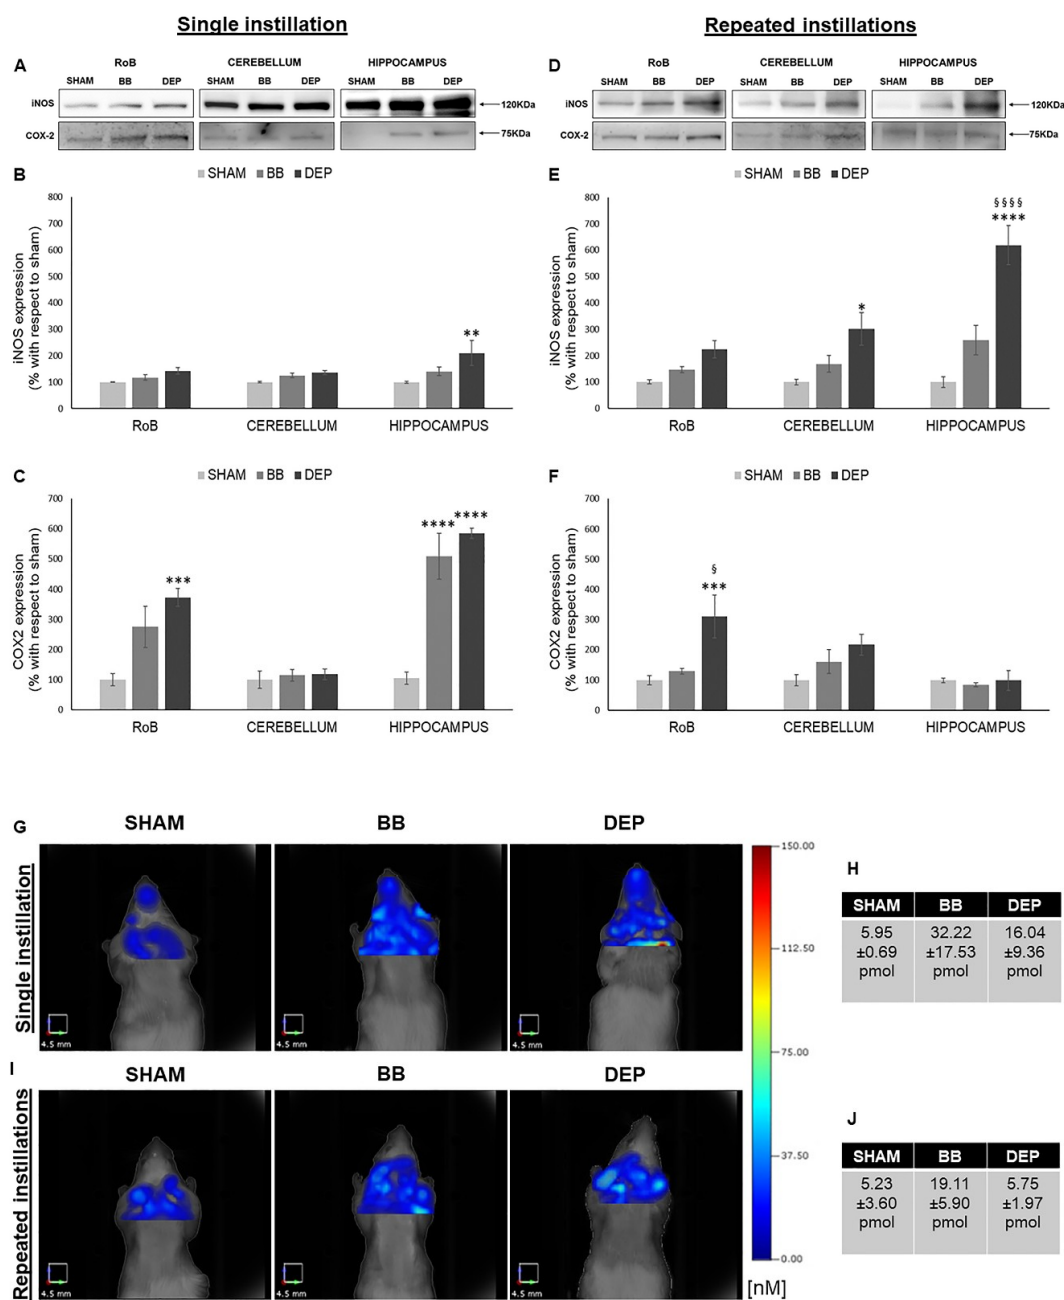 Single instillation
Repeated instillations
A
RoB
CEREBELLUM
HIPPOCAMPUS
SHAM BB DEP
SHAM BB DEP
SHAM BB DEP
iNOS
120KDa
COX-2
75KDa
D
RoB
CEREBELLUM
HIPPOCAMPUS
SHAM BB DEP
SHAM BB DEP
SHAM BB DEP
iNOS
120KDa
COX-2
75KDa
B
SHAM BB DEP
iNOS expression
(% with respect to sham)
800
700
600
500
400
300
200
100
0
**
RoB CEREBELLUM HIPPOCAMPUS
E
SHAM BB DEP
iNOS expression
(% with respect to sham)
800
700
600
500
400
300
200
100
0
*
§§§§
****
RoB CEREBELLUM HIPPOCAMPUS
C
SHAM BB DEP
COX2 expression
(% with respect to sham)
700
600
500
400
300
200
100
0
***
**** ****
RoB CEREBELLUM HIPPOCAMPUS
F
SHAM BB DEP
COX2 expression
(% with respect to sham)
700
600
500
400
300
200
100
0
§
***
RoB CEREBELLUM HIPPOCAMPUS
G
SHAM BB DEP
Single instillation
4.5 mm
4.5 mm
4.5 mm
I
SHAM BB DEP
Repeated instillations
4.5 mm
4.5 mm
4.5 mm
150.00
112.50
75.00
37.50
0.00
[nM]
H
SHAM BB DEP
5.95 32.22 16.04
±0.69 ±17.53 ±9.36
pmol pmol pmol
J
SHAM BB DEP
5.23 19.11 5.75
±3.60 ±5.90 ±1.97
pmol pmol pmol